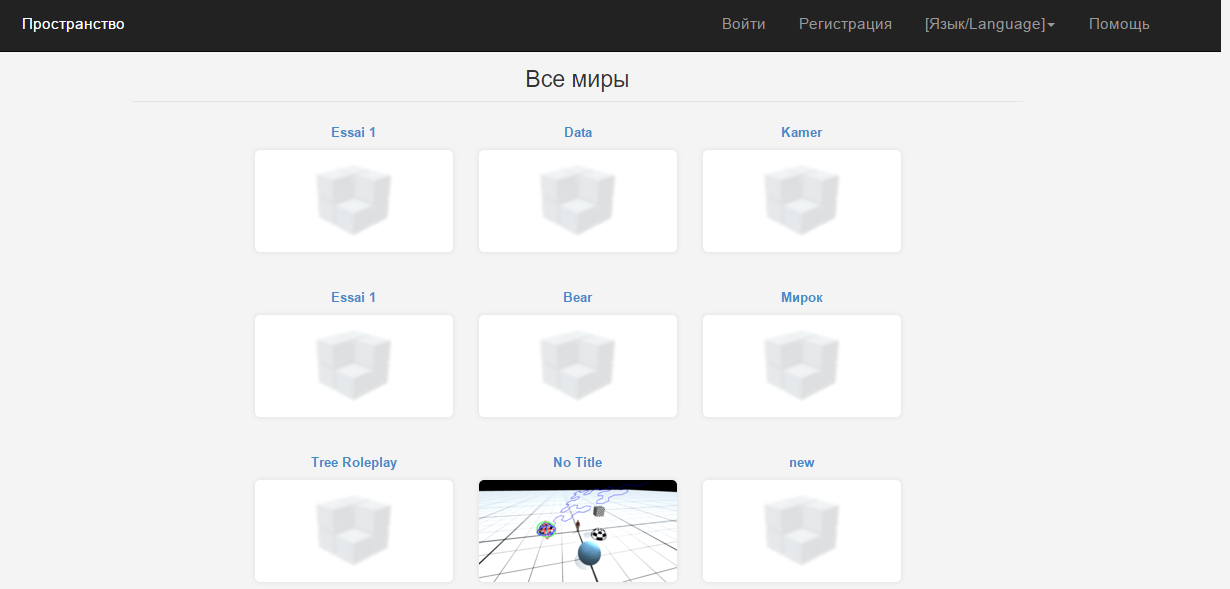 Пространство Войти Регистрация [Язык/Language] Помощь
Все миры
Essai 1 Data Kamer
Essai 1 Bear Мирок
Tree Roleplay No Title new